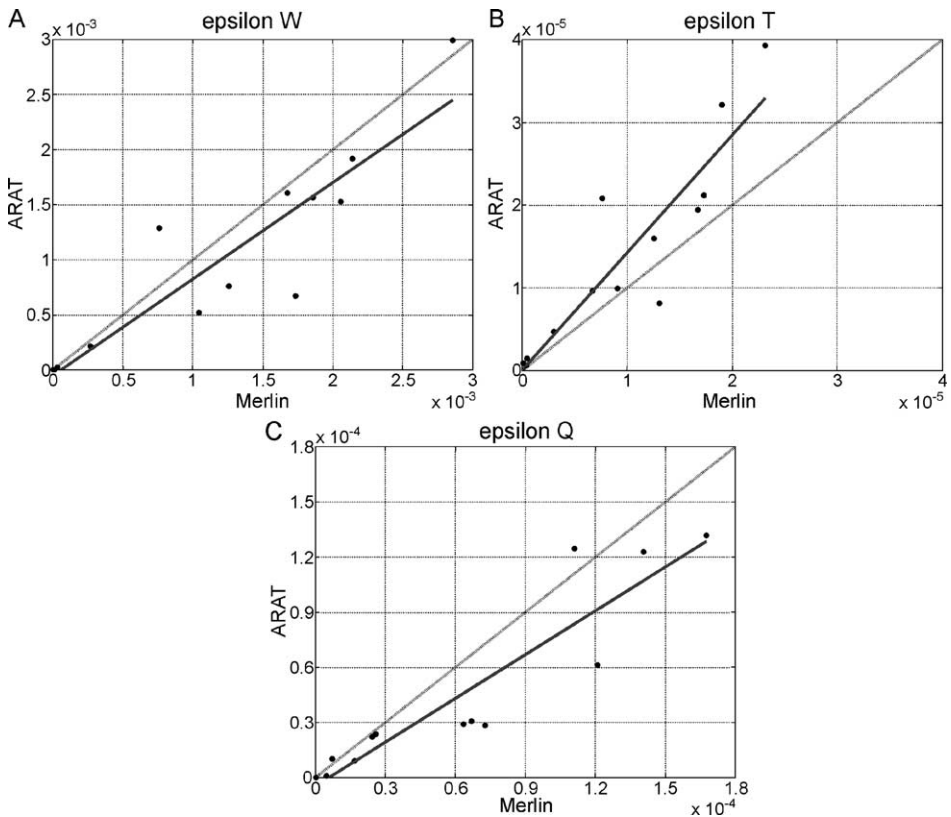 A
epsilon W
x 10⁻³
3
2.5
2
1.5
1
0.5
0
ARAT
0 0.5 1 1.5 2 2.5 3
Merlin
x 10⁻³
B
epsilon T
x 10⁻⁵
4
3
2
1
0
ARAT
0 1 2 3 4
Merlin
x 10⁻⁵
C
epsilon Q
x 10⁻⁴
1.8
1.5
1.2
0.9
0.6
0.3
0
ARAT
0 0.3 0.6 0.9 1.2 1.5 1.8
Merlin
x 10⁻⁴